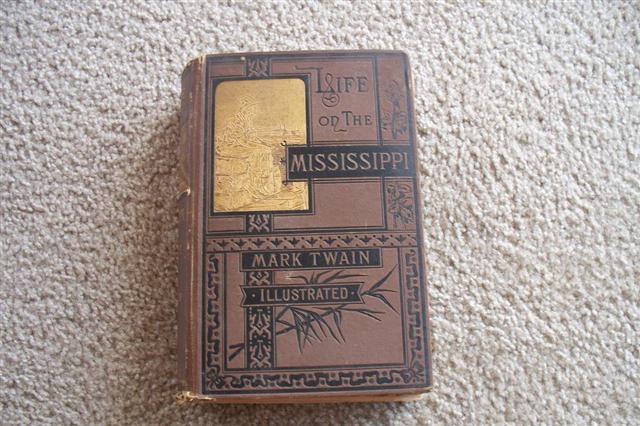 LIFE
ON THE
MISSISSIPPI
MARK TWAIN
· ILLUSTRATED ·